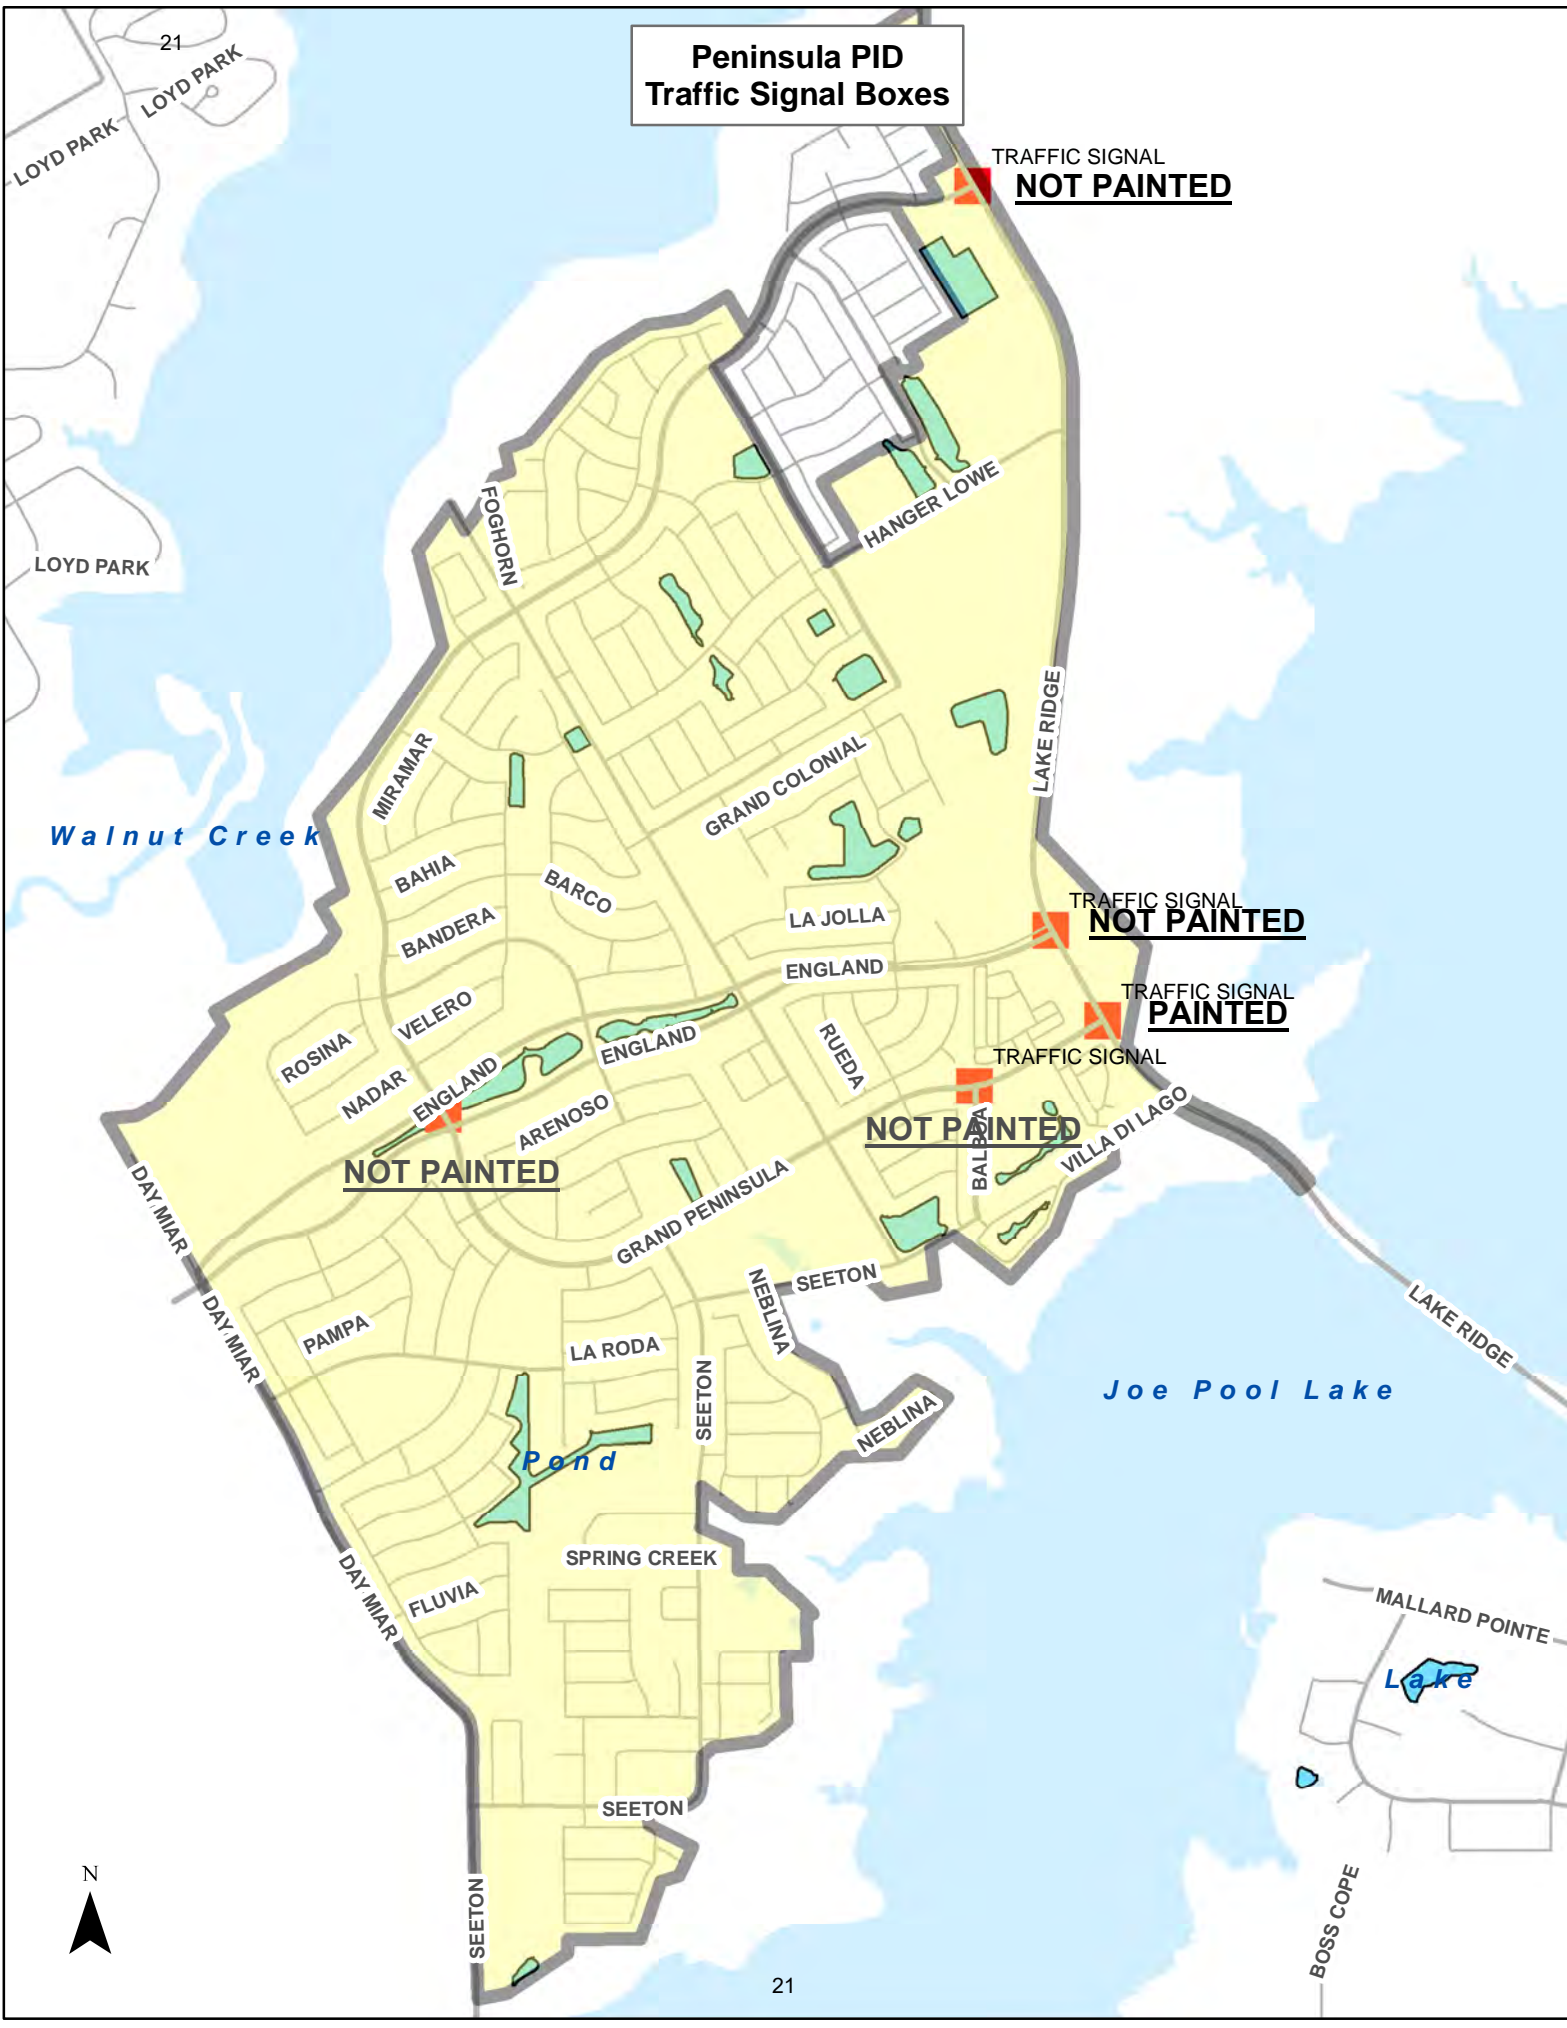 21
Peninsula PID
Traffic Signal Boxes
LOYD PARK
LOYD PARK
TRAFFIC SIGNAL
NOT PAINTED
HANGER LOWE
FOGHORN
LOYD PARK
LAKE RIDGE
MIRAMAR
GRAND COLONIAL
Walnut Creek
BAHIA
BARCO
BANDERA
LA JOLLA
TRAFFIC SIGNAL
NOT PAINTED
ENGLAND
TRAFFIC SIGNAL
PAINTED
VELERO
ROSINA
ENGLAND
RUEDA
TRAFFIC SIGNAL
NADAR
ENGLAND
ARENOSO
NOT PAINTED
BALBOA
VILLA DI LAGO
NOT PAINTED
DAY MIAR
GRAND PENINSULA
SEETON
NEBLINA
DAY MIAR
PAMPA
LA RODA
LAKE RIDGE
SEETON
Joe Pool Lake
NEBLINA
Pond
SPRING CREEK
DAY MIAR
FLUVIA
MALLARD POINTE
Lake
SEETON
N
SEETON
BOSS COPE
21